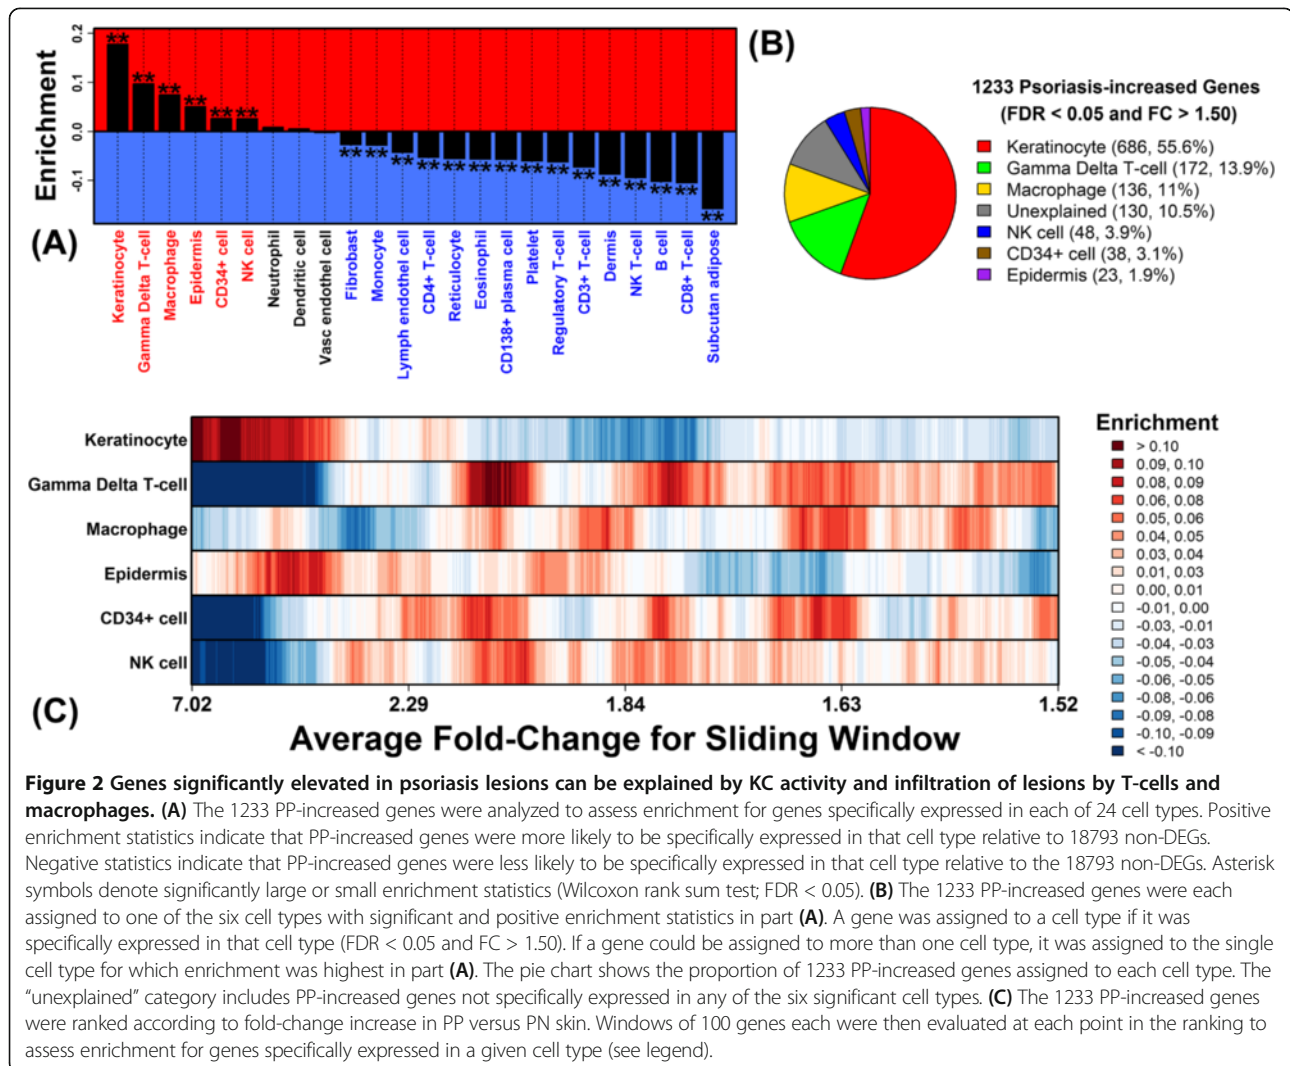 0.2
0.1
0.0
-0.1
Enrichment
** ** ** ** ** **
** ** ** ** ** ** ** ** ** ** ** ** ** ** **
(A)
Keratinocyte
Gamma Delta T-cell
Macrophage
Epidermis
CD34+ cell
NK cell
Neutrophil
Dendritic cell
Vasc endothel cell
Fibrobast
Monocyte
Lymph endothel cell
CD4+ T-cell
Reticulocyte
Eosinophil
CD138+ plasma cell
Platelet
Regulatory T-cell
CD3+ T-cell
Dermis
NK T-cell
B cell
CD8+ T-cell
Subcutan adipose
(B)
1233 Psoriasis-increased Genes
(FDR < 0.05 and FC > 1.50)
Keratinocyte (686, 55.6%)
Gamma Delta T-cell (172, 13.9%)
Macrophage (136, 11%)
Unexplained (130, 10.5%)
NK cell (48, 3.9%)
CD34+ cell (38, 3.1%)
Epidermis (23, 1.9%)
Keratinocyte
Gamma Delta T-cell
Macrophage
Epidermis
CD34+ cell
NK cell
(C)
7.02 2.29 1.84 1.63 1.52
Average Fold-Change for Sliding Window
Enrichment
> 0.10
0.09, 0.10
0.08, 0.09
0.06, 0.08
0.05, 0.06
0.04, 0.05
0.03, 0.04
0.01, 0.03
0.00, 0.01
-0.01, 0.00
-0.03, -0.01
-0.04, -0.03
-0.05, -0.04
-0.06, -0.05
-0.08, -0.06
-0.09, -0.08
-0.10, -0.09
< -0.10
Figure 2 Genes significantly elevated in psoriasis lesions can be explained by KC activity and infiltration of lesions by T-cells and
macrophages. (A) The 1233 PP-increased genes were analyzed to assess enrichment for genes specifically expressed in each of 24 cell types. Positive
enrichment statistics indicate that PP-increased genes were more likely to be specifically expressed in that cell type relative to 18793 non-DEGs.
Negative statistics indicate that PP-increased genes were less likely to be specifically expressed in that cell type relative to the 18793 non-DEGs. Asterisk
symbols denote significantly large or small enrichment statistics (Wilcoxon rank sum test; FDR < 0.05). (B) The 1233 PP-increased genes were each
assigned to one of the six cell types with significant and positive enrichment statistics in part (A). A gene was assigned to a cell type if it was
specifically expressed in that cell type (FDR < 0.05 and FC > 1.50). If a gene could be assigned to more than one cell type, it was assigned to the single
cell type for which enrichment was highest in part (A). The pie chart shows the proportion of 1233 PP-increased genes assigned to each cell type. The
“unexplained” category includes PP-increased genes not specifically expressed in any of the six significant cell types. (C) The 1233 PP-increased genes
were ranked according to fold-change increase in PP versus PN skin. Windows of 100 genes each were then evaluated at each point in the ranking to
assess enrichment for genes specifically expressed in a given cell type (see legend).